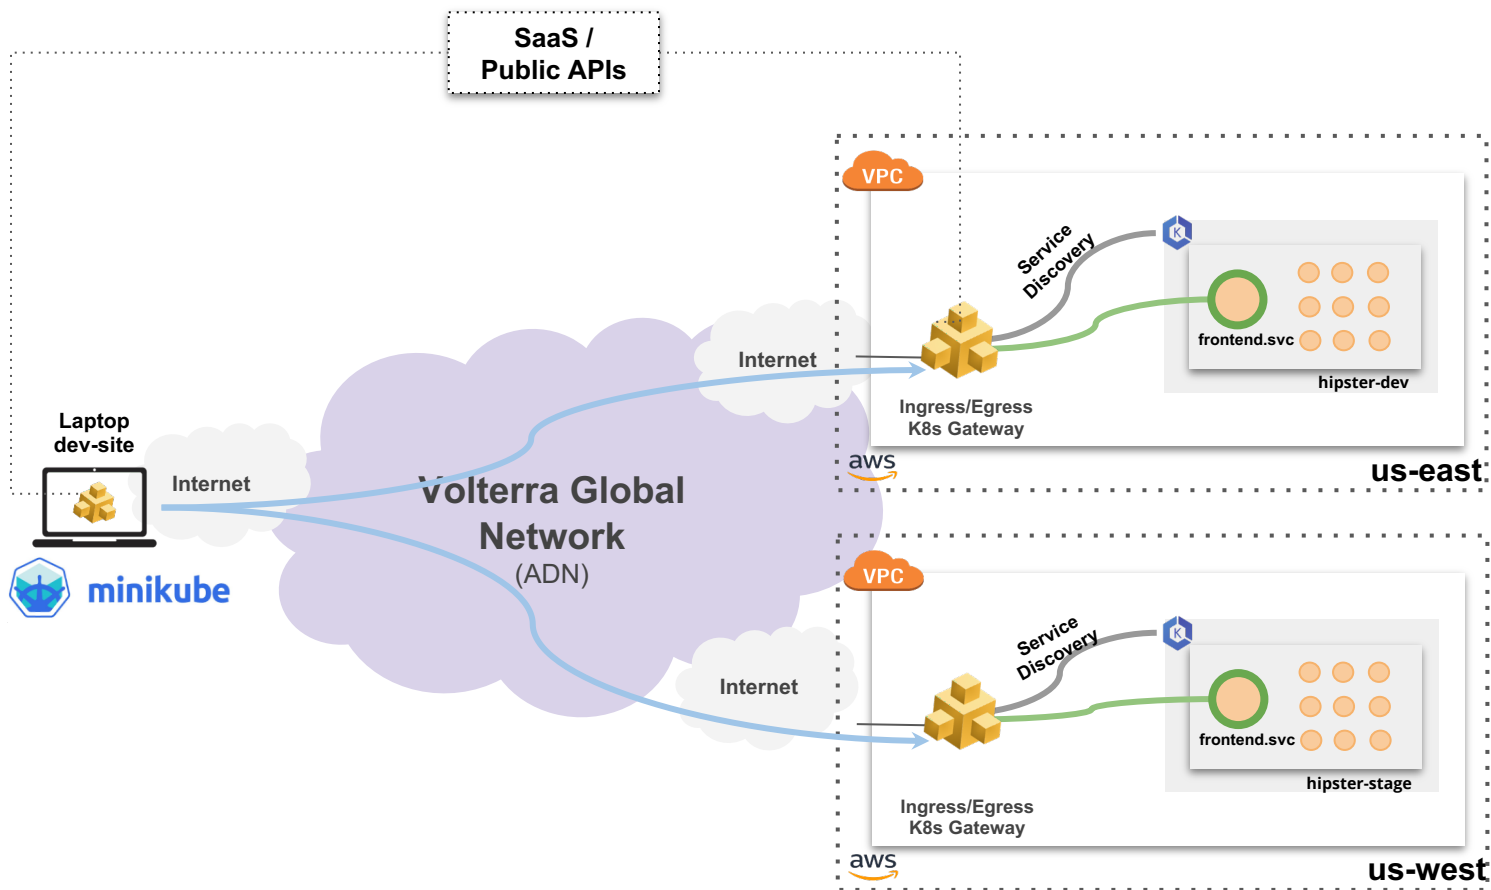 SaaS /
Public APIs
VPC
Service
Discovery
K
frontend.svc
hipster-dev
Internet
Ingress/Egress
K8s Gateway
aws
us-east
Laptop
dev-site
Internet
minikube
Volterra Global
Network
(ADN)
VPC
Service
Discovery
K
frontend.svc
hipster-stage
Internet
Ingress/Egress
K8s Gateway
aws
us-west